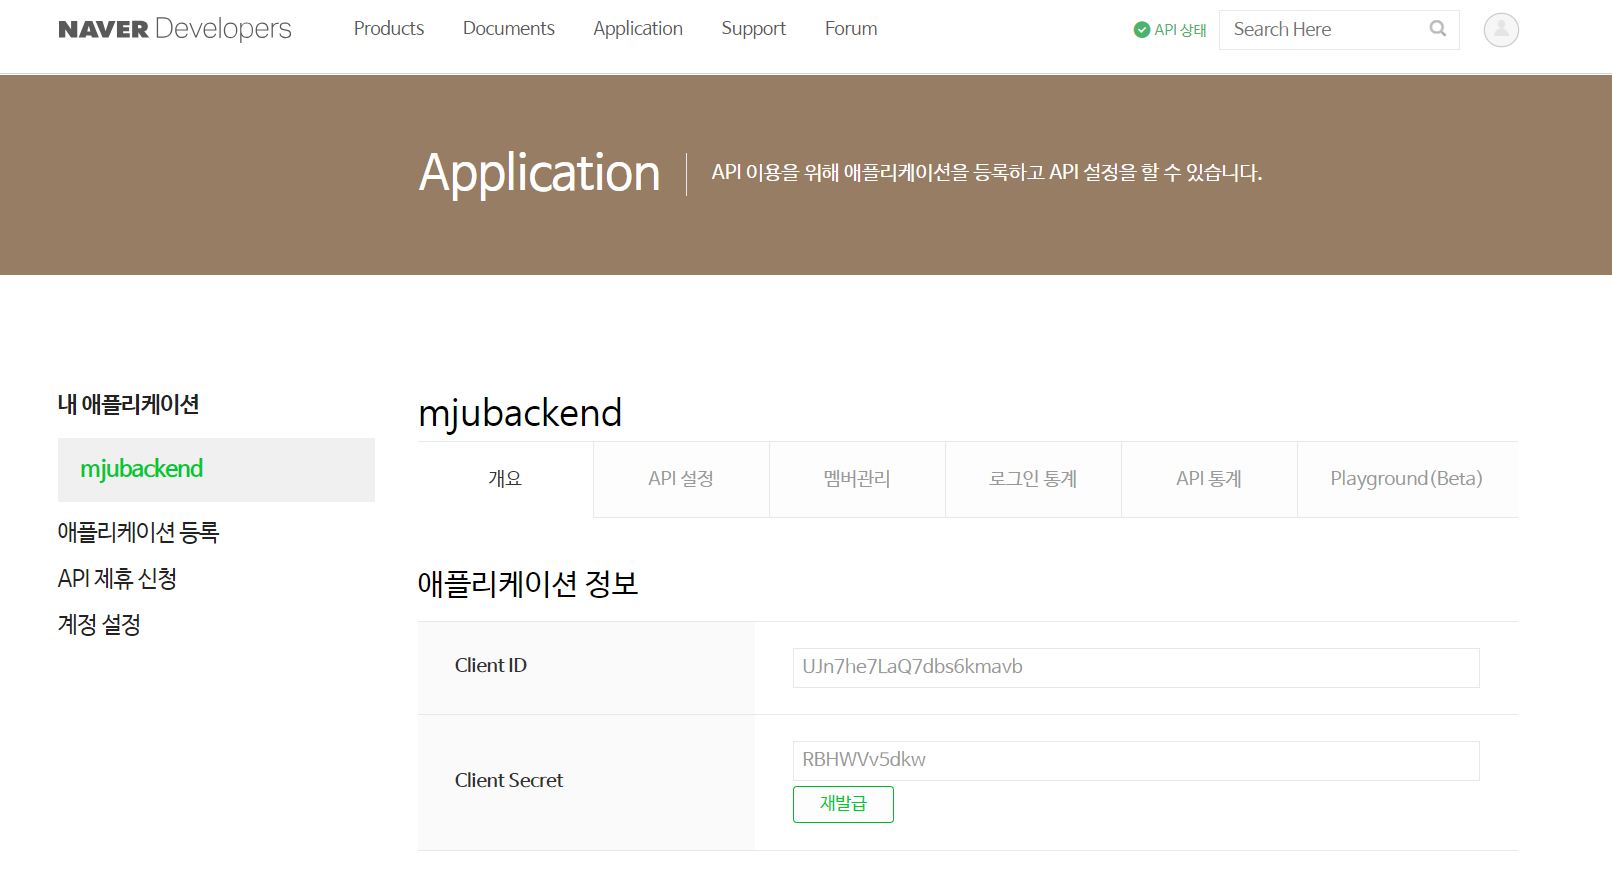 NAVER Developers
Products Documents Application Support Forum
API 상태
Search Here
Application
API 이용을 위해 애플리케이션을 등록하고 API 설정을 할 수 있습니다.
내 애플리케이션
mjubackend
애플리케이션 등록
API 제휴 신청
계정 설정
mjubackend
개요 API 설정 멤버관리 로그인 통계 API 통계 Playground(Beta)
애플리케이션 정보
Client ID
UJn7he7LaQ7dbs6kmavb
Client Secret
RBHWVv5dkw
재발급